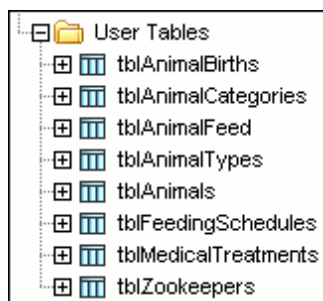 User Tables
tblAnimalBirths
tblAnimalCategories
tblAnimalFeed
tblAnimalTypes
tblAnimals
tblFeedingSchedules
tblMedicalTreatments
tblZookeepers